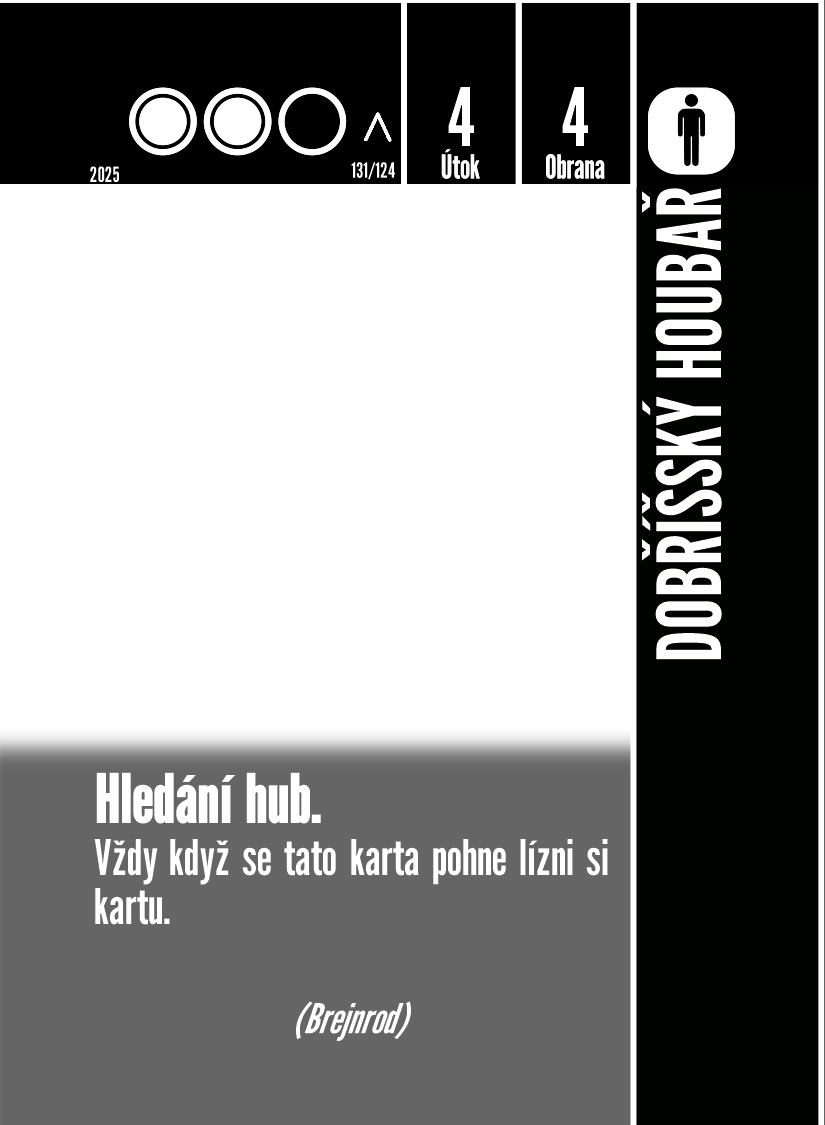 2025
131/124
4
Útok
4
Obrana
DOBŘÍŠSKÝ HOUBAŘ
Hledání hub.
Vždy když se tato karta pohne lízni si
kartu.
(Brejnrod)